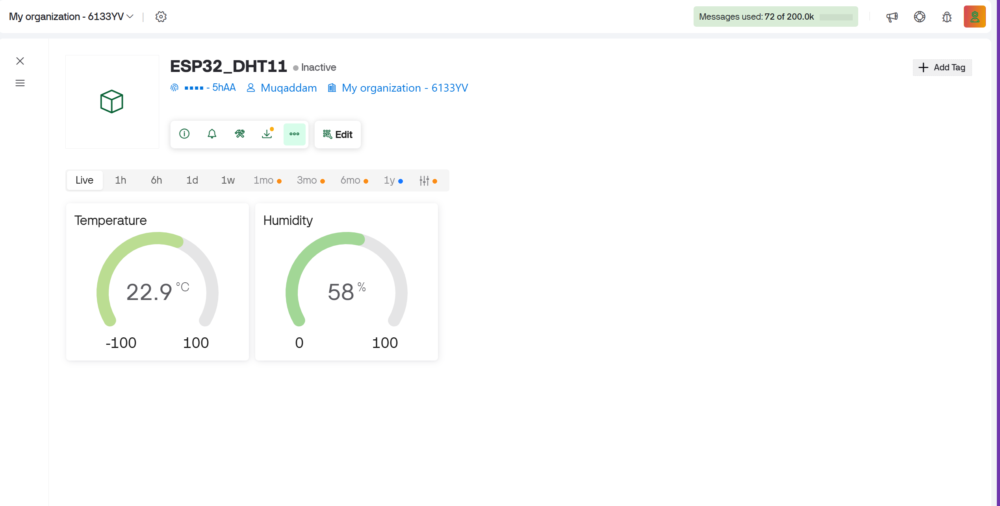 My organization - 6133YV
Messages used: 72 of 200.0k
ESP32_DHT11 Inactive
▪▪▪▪ - 5hAA Muqaddam My organization - 6133YV
Add Tag
Edit
Live 1h 6h 1d 1w 1mo 3mo 6mo 1y
Temperature
22.9 °C
-100 100
Humidity
58 %
0 100